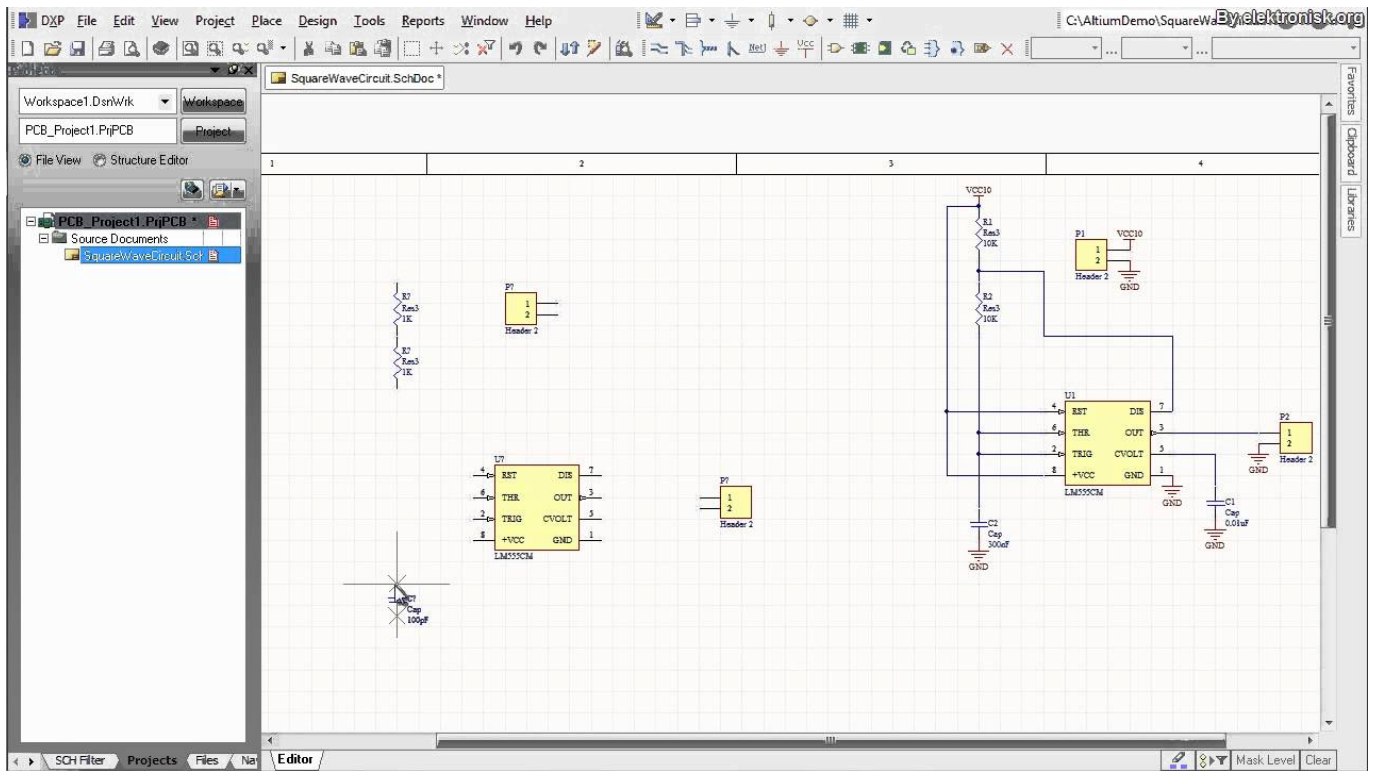 DXP File Edit View Project Place Design Tools Reports Window Help
C:\AltiumDemo\SquareWa
By elektronisk.org
SquareWaveCircuit.SchDoc *
Workspace1.DsnWrk Workspace
PCB_Project1.PrjPCB Project
File View Structure Editor
PCB_Project1.PrjPCB *
Source Documents
SquareWaveCircuit.Sch
Favorites
Clipboard
Libraries
1 2 3 4
R?
Res3
1K
R?
Res3
1K
P?
1
2
Header 2
U?
4 RST DIS 7
6 THR OUT 3
2 TRIG CVOLT 5
8 +VCC GND 1
LM555CM
P?
1
2
Header 2
C?
Cap
100pF
VCC10
R1
Res3
10K
R2
Res3
10K
P1 VCC10
1
2
Header 2
GND
U1
4 RST DIS 7
6 THR OUT 3
2 TRIG CVOLT 5
8 +VCC GND 1
LM555CM
GND
P2
1
2
Header 2
GND
C1
Cap
0.01uF
GND
C2
Cap
300nF
GND
SCH Filter Projects Files Na
Editor
Mask Level Clear